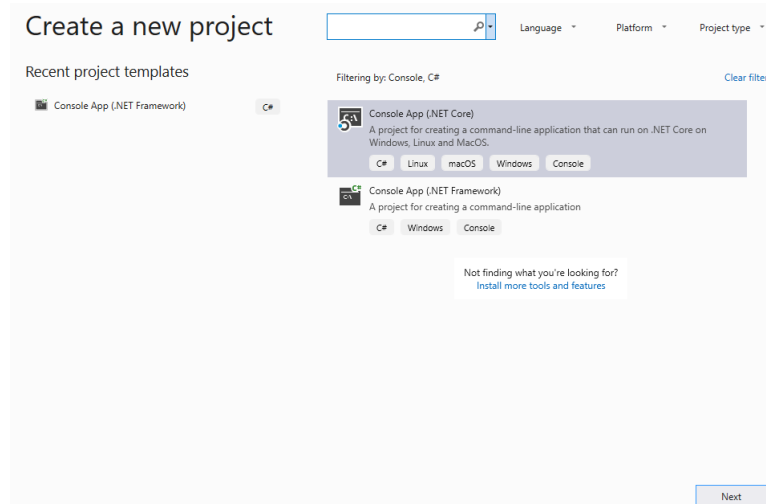 Create a new project
Language
Platform
Project type
Recent project templates
Console App (.NET Framework)
C#
Filtering by: Console, C#
Clear filte
Console App (.NET Core)
A project for creating a command-line application that can run on .NET Core on
Windows, Linux and MacOS.
C# Linux macOS Windows Console
Console App (.NET Framework)
A project for creating a command-line application
C# Windows Console
Not finding what you're looking for?
Install more tools and features
Next